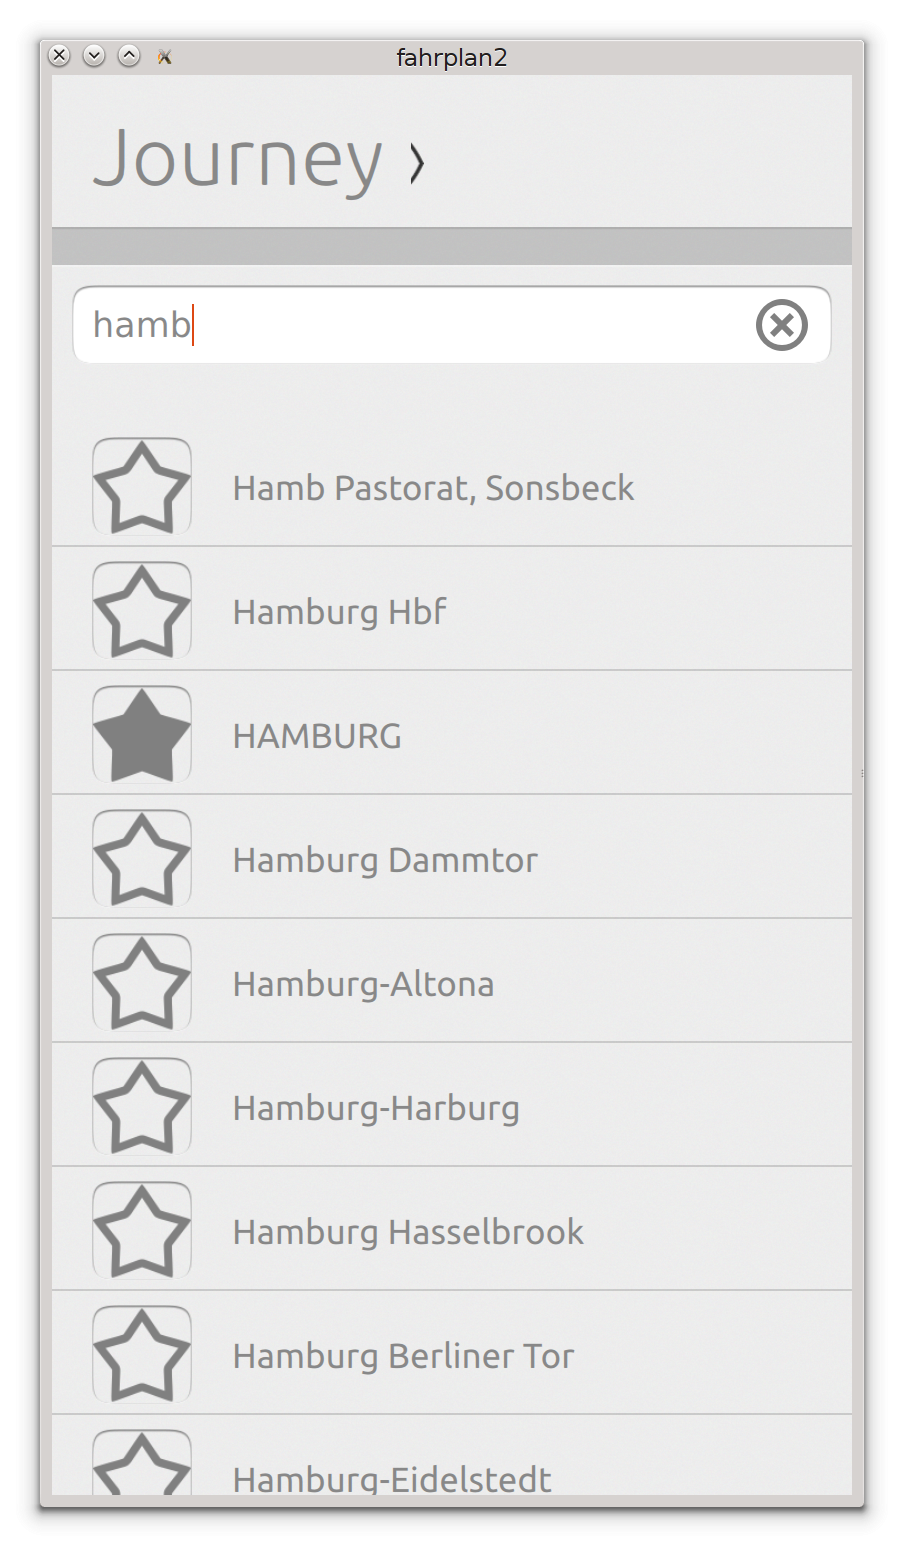 fahrplan2
Journey
hamb
Hamb Pastorat, Sonsbeck
Hamburg Hbf
HAMBURG
Hamburg Dammtor
Hamburg-Altona
Hamburg-Harburg
Hamburg Hasselbrook
Hamburg Berliner Tor
Hamburg-Eidelstedt